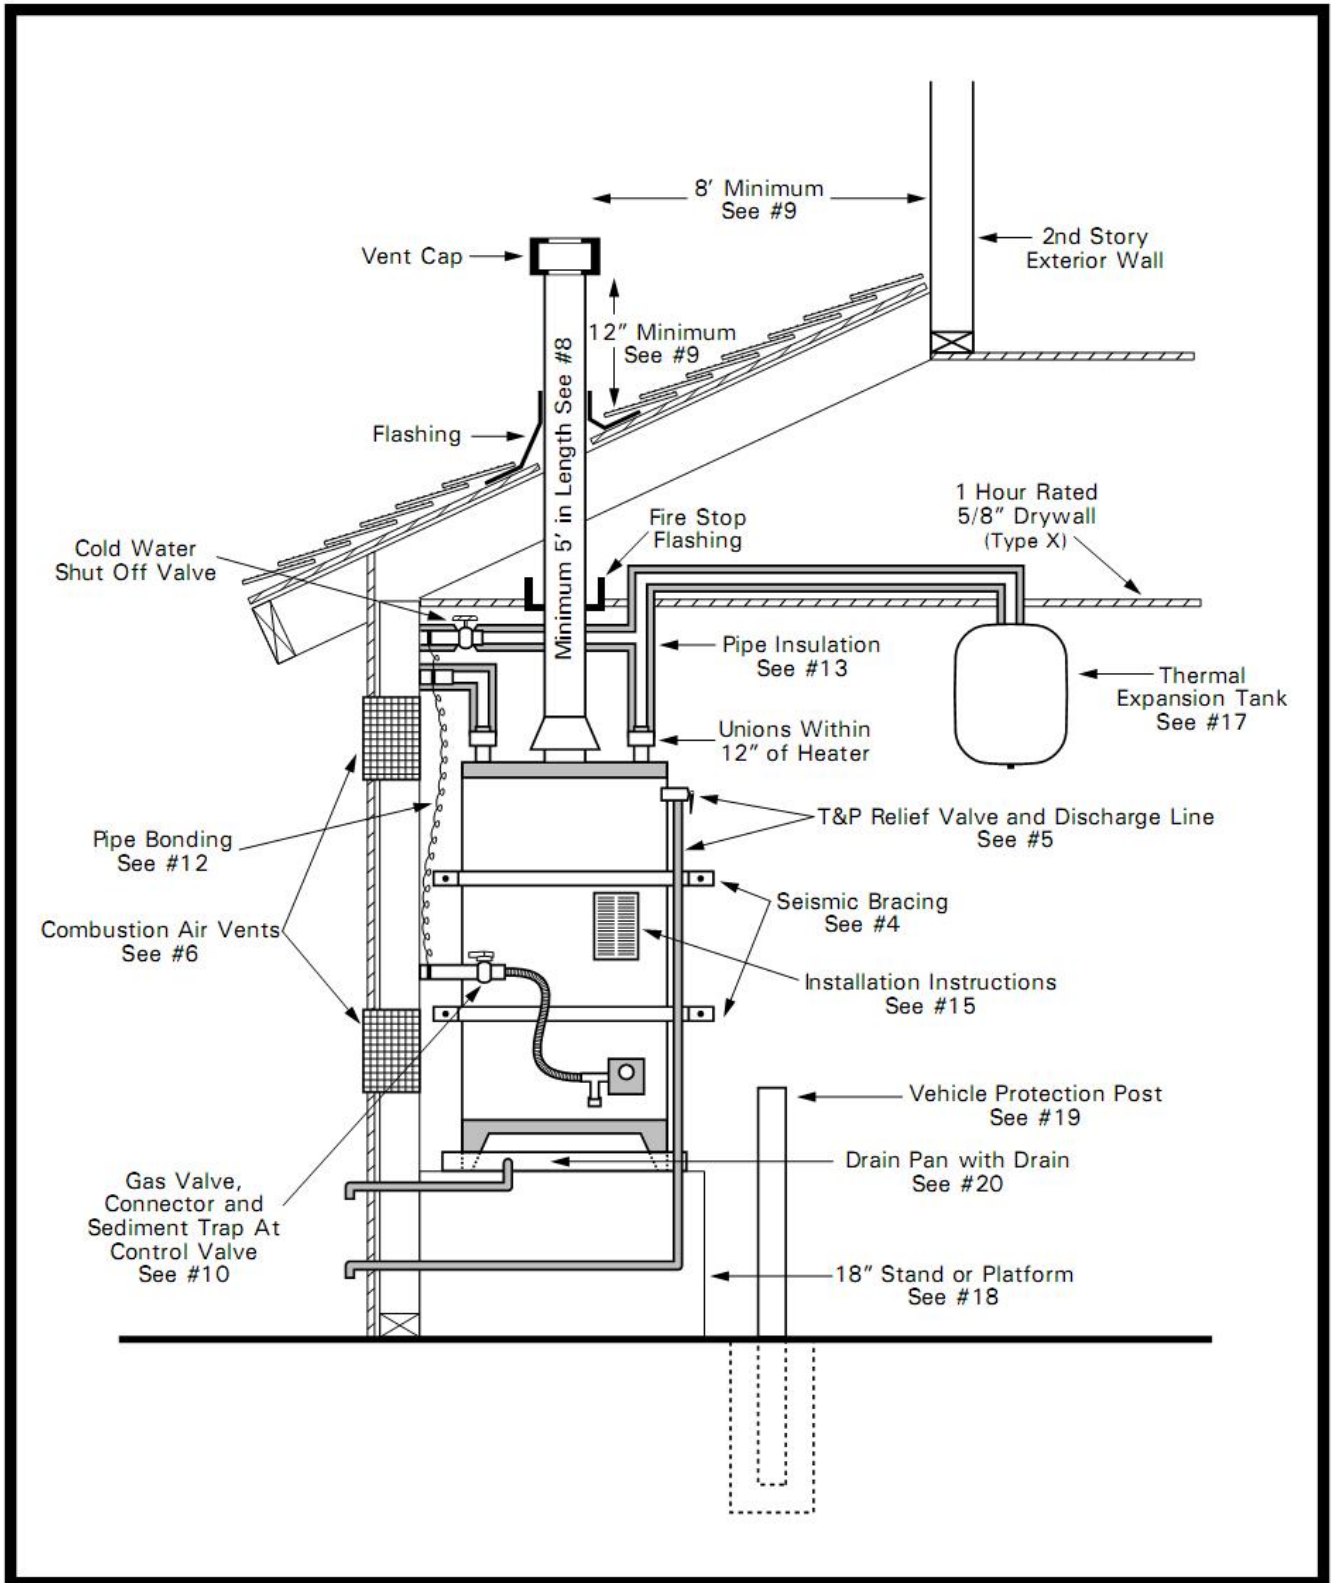 8′ Minimum
See #9
2nd Story
Exterior Wall
Vent Cap
12″ Minimum
See #9
Minimum 5′ in Length See #8
Flashing
1 Hour Rated
5/8″ Drywall
(Type X)
Fire Stop
Flashing
Cold Water
Shut Off Valve
Pipe Insulation
See #13
Thermal
Expansion Tank
See #17
Unions Within
12″ of Heater
T&P Relief Valve and Discharge Line
See #5
Pipe Bonding
See #12
Seismic Bracing
See #4
Combustion Air Vents
See #6
Installation Instructions
See #15
Vehicle Protection Post
See #19
Drain Pan with Drain
See #20
Gas Valve,
Connector and
Sediment Trap At
Control Valve
See #10
18″ Stand or Platform
See #18